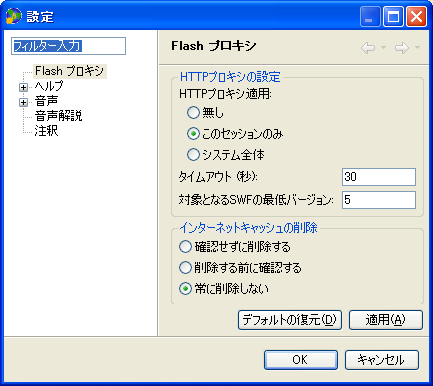 設定
フィルター入力
Flash プロキシ
ヘルプ
音声
音声解説
注釈
Flash プロキシ
HTTPプロキシの設定
HTTPプロキシ適用:
無し
このセッションのみ
システム全体
タイムアウト (秒): 30
対象となるSWFの最低バージョン: 5
インターネットキャッシュの削除
確認せずに削除する
削除する前に確認する
常に削除しない
デフォルトの復元(D) 適用(A)
OK キャンセル